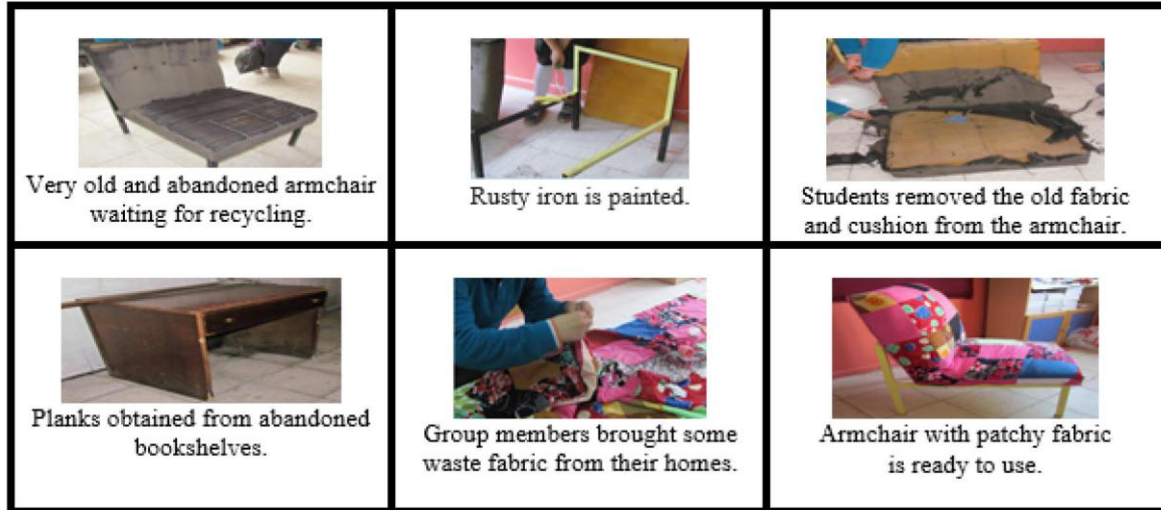 Very old and abandoned armchair
waiting for recycling.
Rusty iron is painted.
Students removed the old fabric
and cushion from the armchair.
Planks obtained from abandoned
bookshelves.
Group members brought some
waste fabric from their homes.
Armchair with patchy fabric
is ready to use.